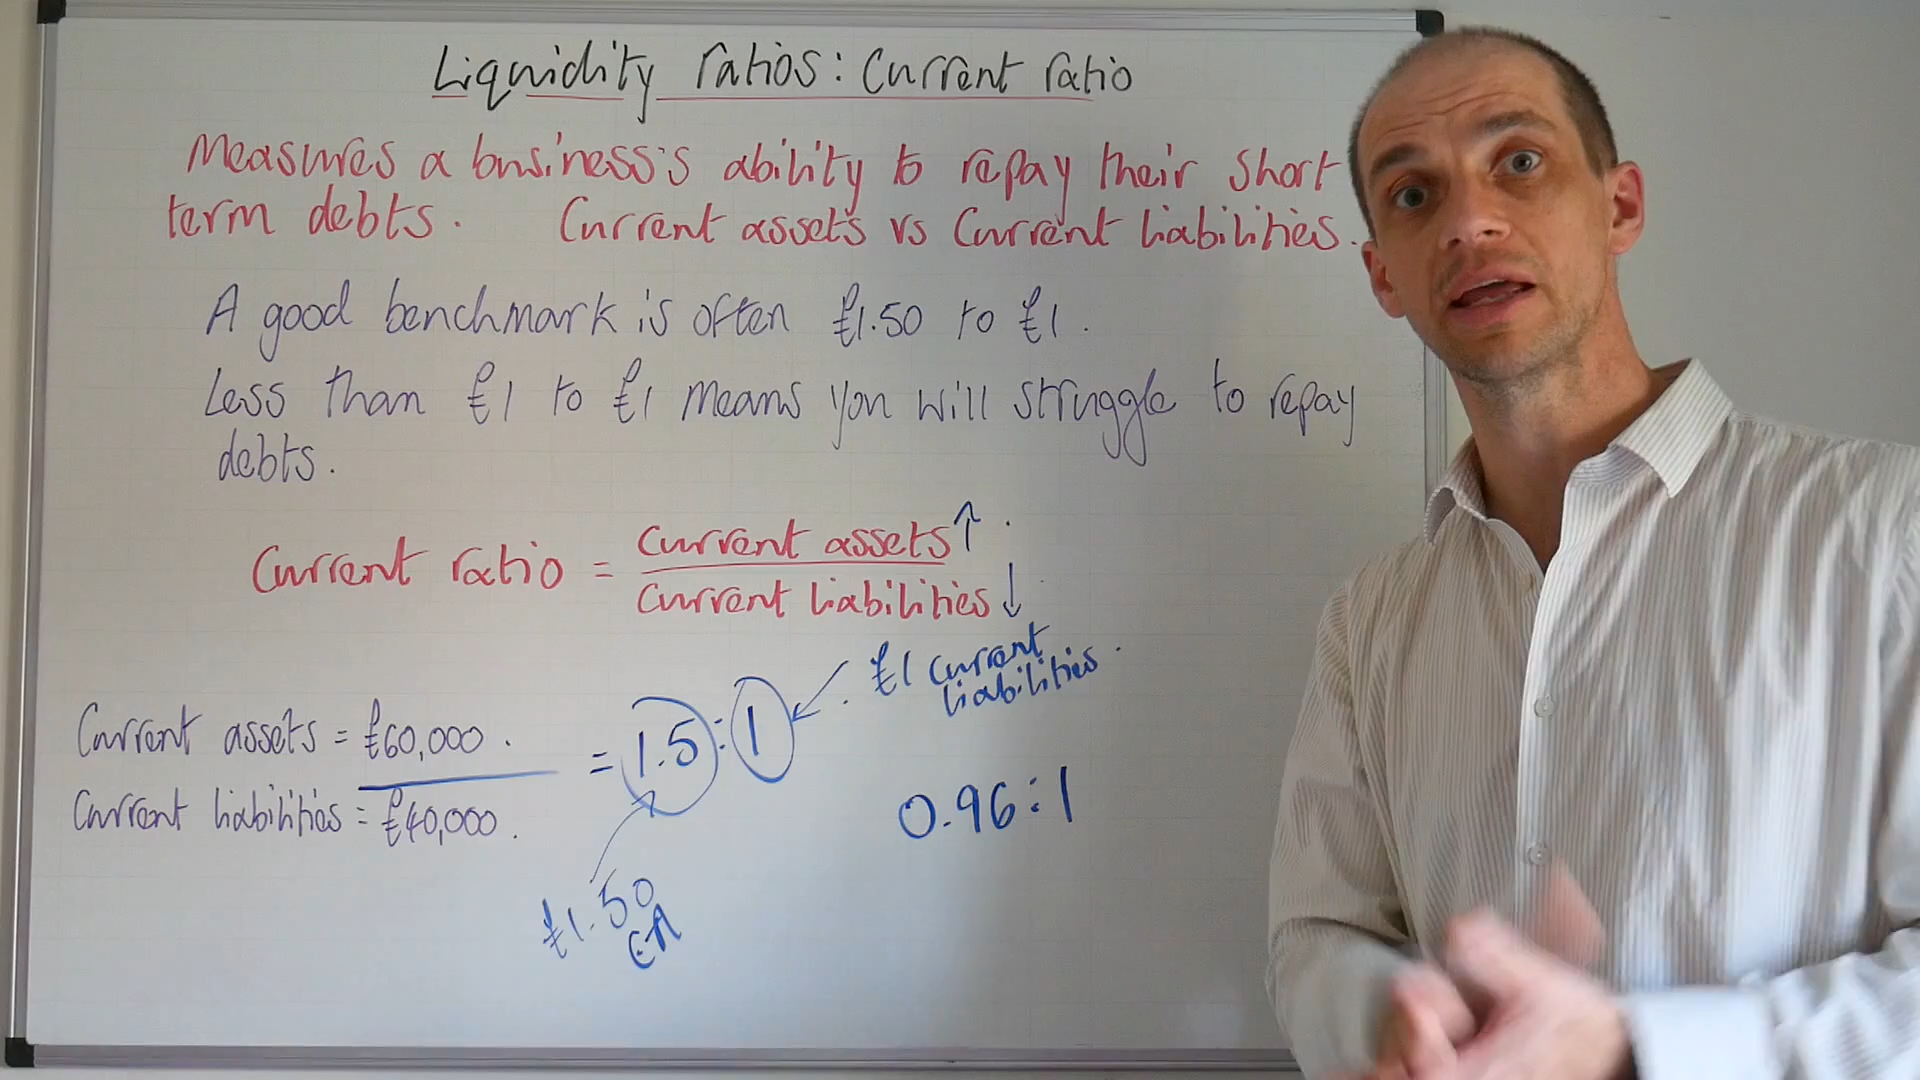 Liquidity ratios: Current ratio
Measures a business's ability to repay their short
term debts. Current assets vs Current liabilities.
A good benchmark is often £1.50 to £1.
Less than £1 to £1 means you will struggle to repay
debts.
Current ratio = Current assets ↑
Current liabilities ↓
£1 current
liabilities.
Current assets = £60,000.
= 1.5 : 1
Current liabilities = £40,000.
0.96 : 1
£1.50
CA